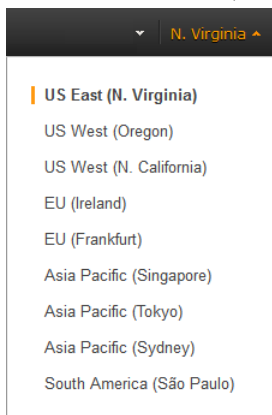 N. Virginia
US East (N. Virginia)
US West (Oregon)
US West (N. California)
EU (Ireland)
EU (Frankfurt)
Asia Pacific (Singapore)
Asia Pacific (Tokyo)
Asia Pacific (Sydney)
South America (São Paulo)